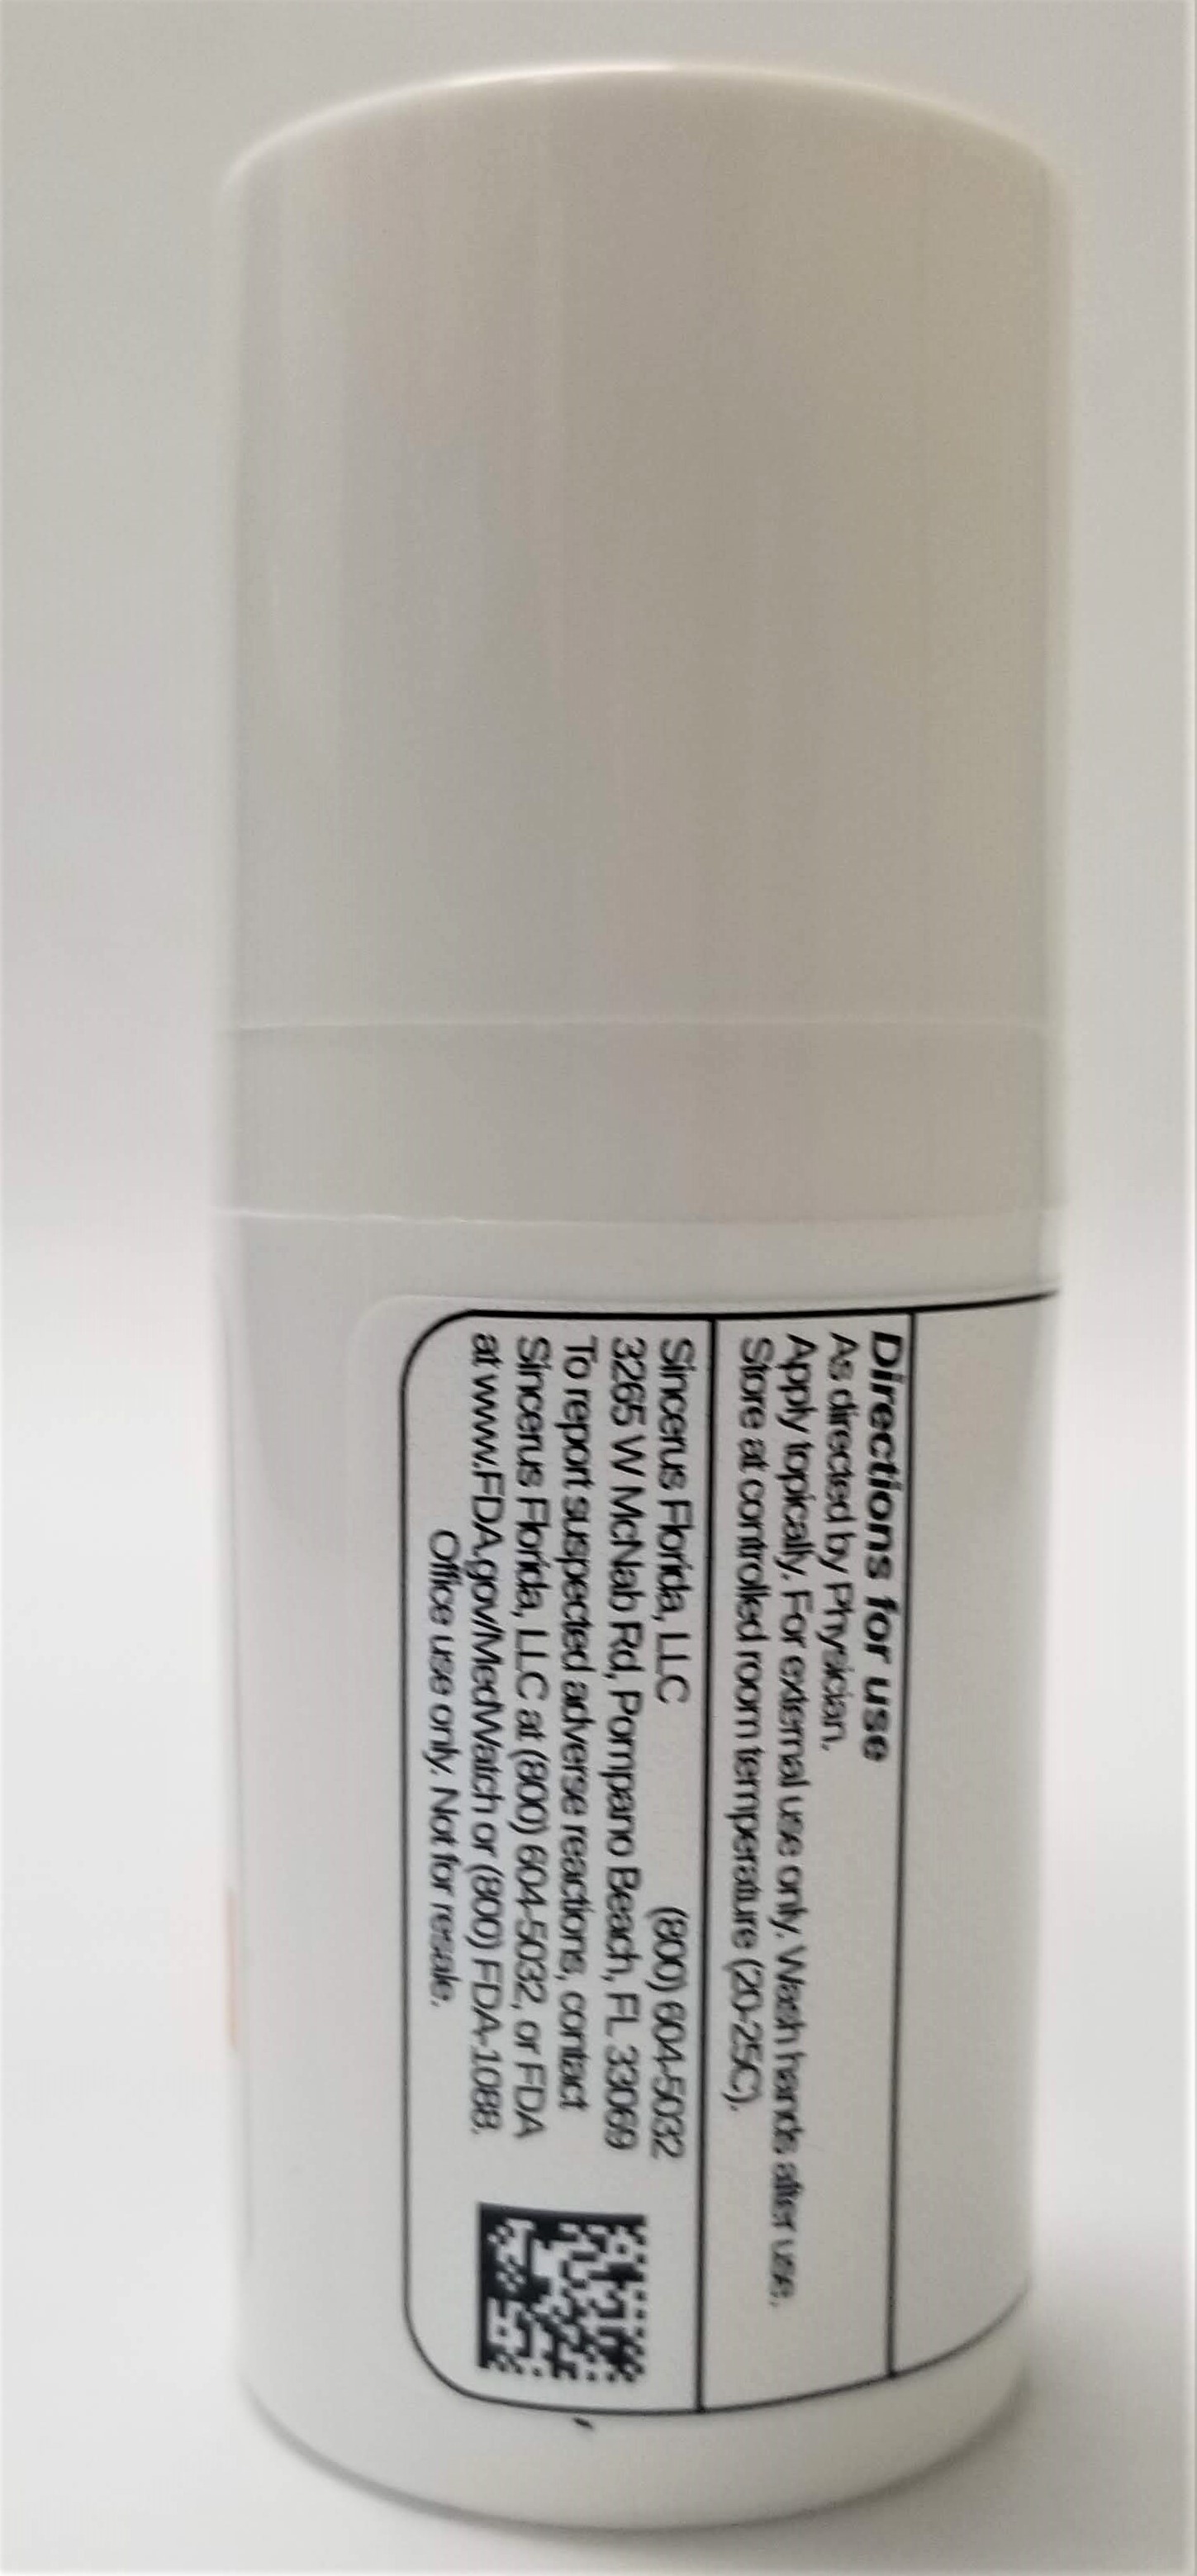 Directions for use
As directed by Physician.
Apply topically. For external use only. Wash hands after use.
Store at controlled room temperature (20-25C).
Sincerus Florida, LLC (800) 604-5032
3265 W McNab Rd, Pompano Beach, FL 33069
To report suspected adverse reactions, contact
Sincerus Florida, LLC at (800) 604-5032, or FDA
at www.FDA.gov/MedWatch or (800) FDA-1088.
Office use only. Not for resale.